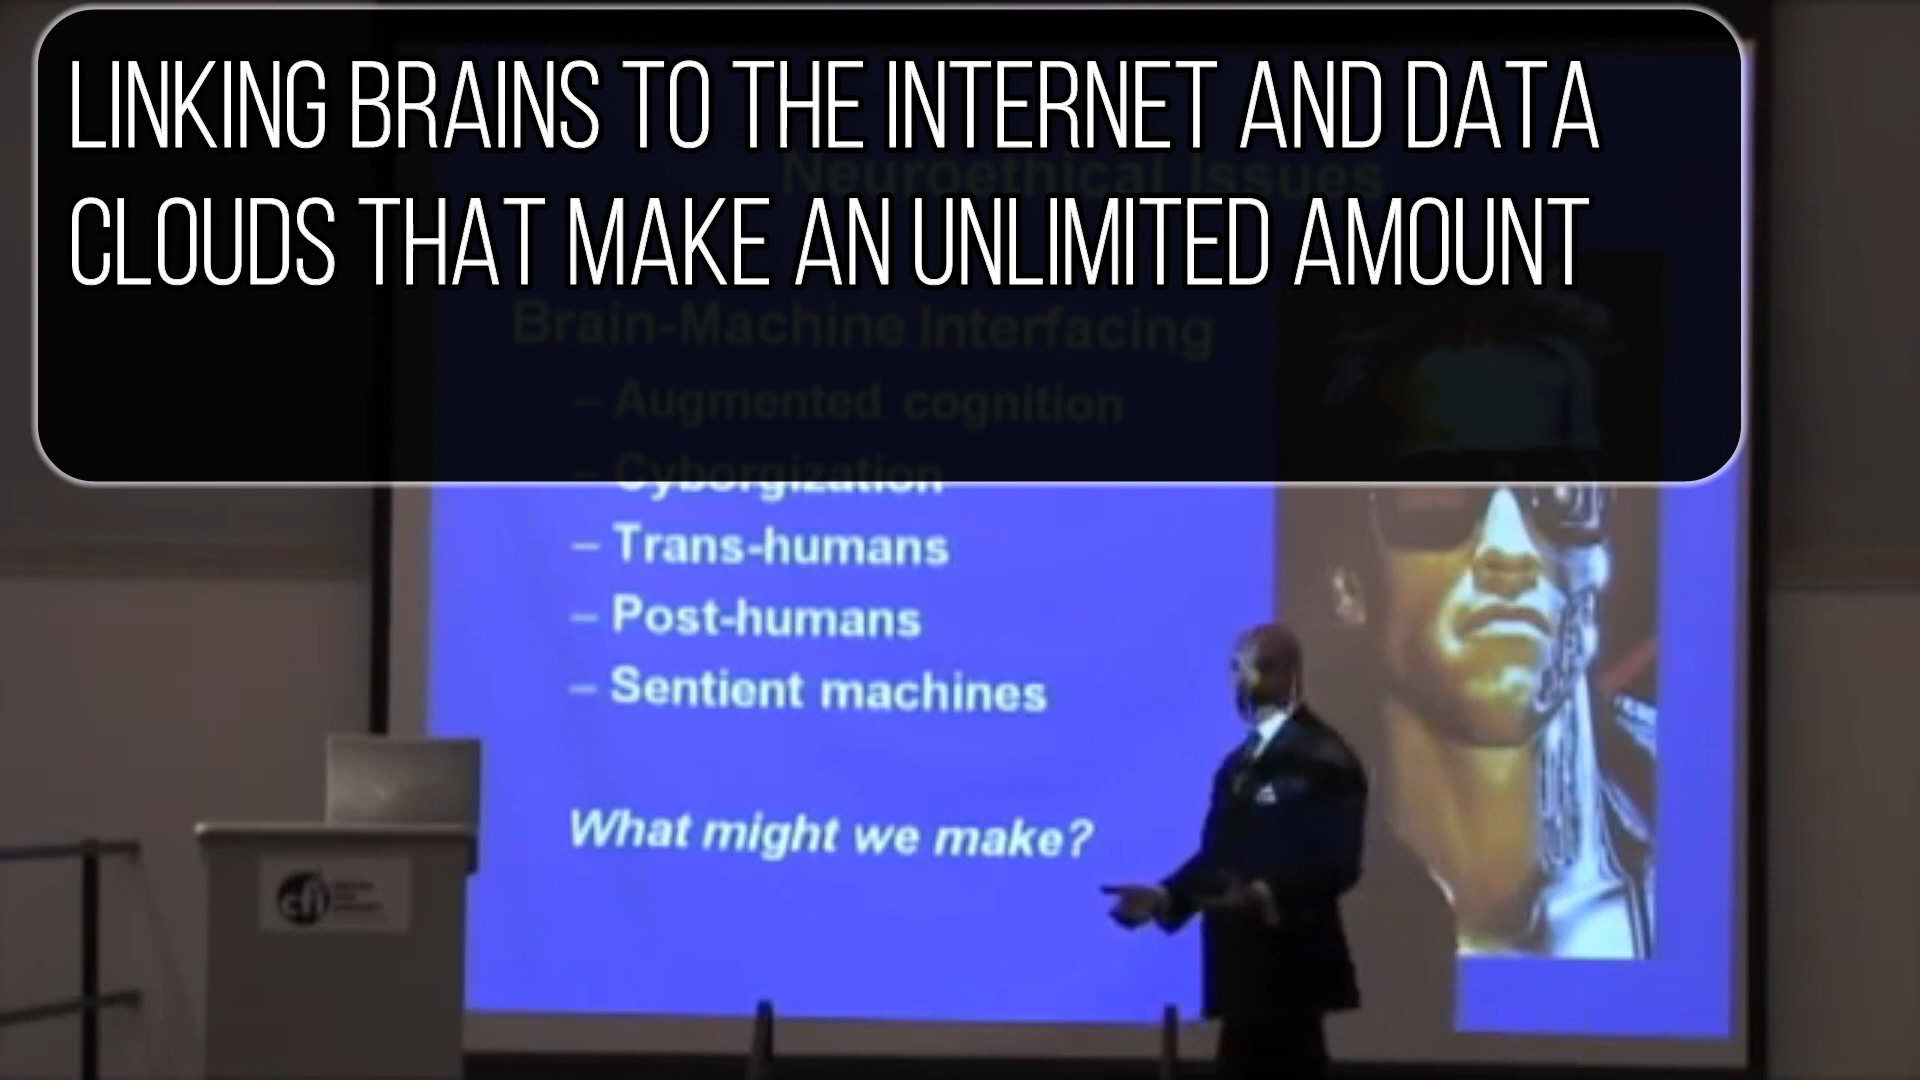 LINKING BRAINS TO THE INTERNET AND DATA
CLOUDS THAT MAKE AN UNLIMITED AMOUNT
Neuroethical Issues
Brain-Machine Interfacing
– Augmented cognition
– Cyborgization
– Trans-humans
– Post-humans
– Sentient machines
What might we make?
cfi